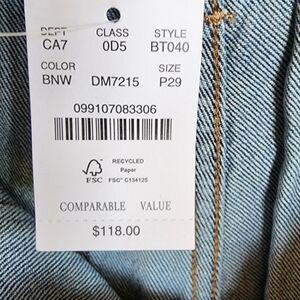 DEPT CLASS STYLE
CA7 0D5 BT040
COLOR SIZE
BNW DM7215 P29
099107083306
FSC
RECYCLED
Paper
FSC® C134125
COMPARABLE VALUE
$118.00